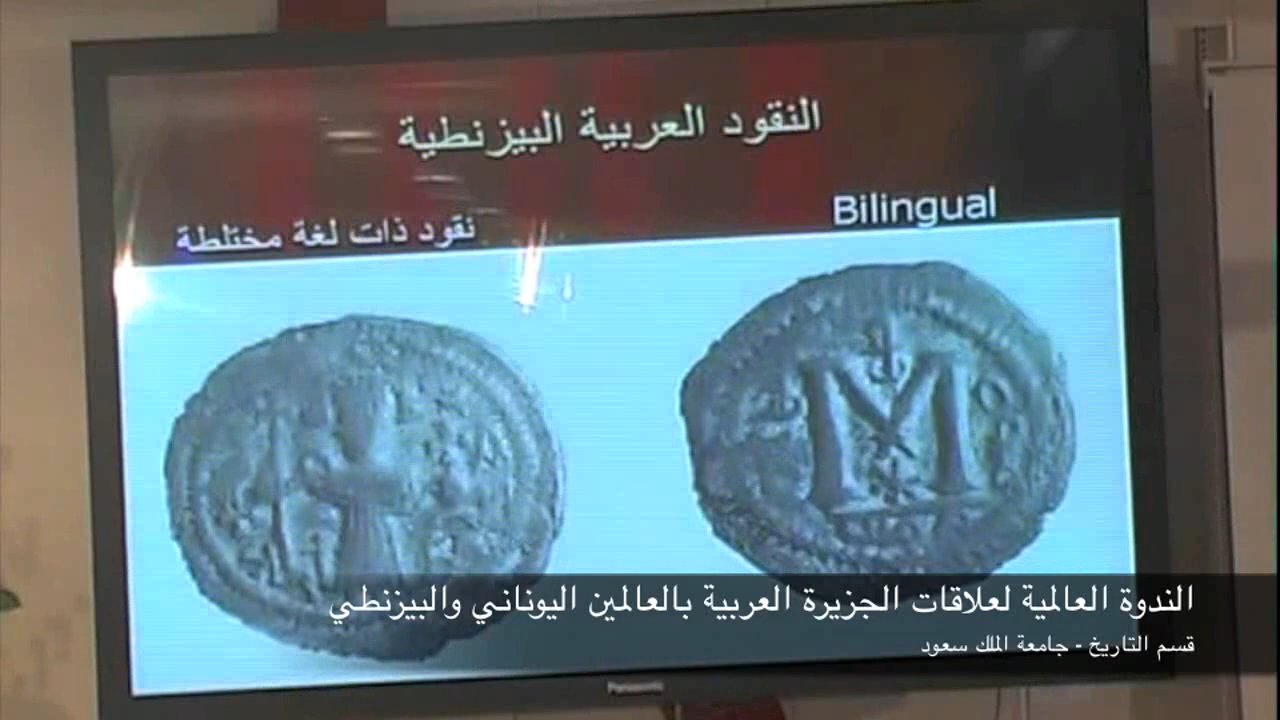 النقود العربية البيزنطية
Bilingual
نقود ذات لغة مختلطة
M
الندوة العالمية لعلاقات الجزيرة العربية بالعالمين اليوناني والبيزنطي
قسم التاريخ - جامعة الملك سعود
Panasonic